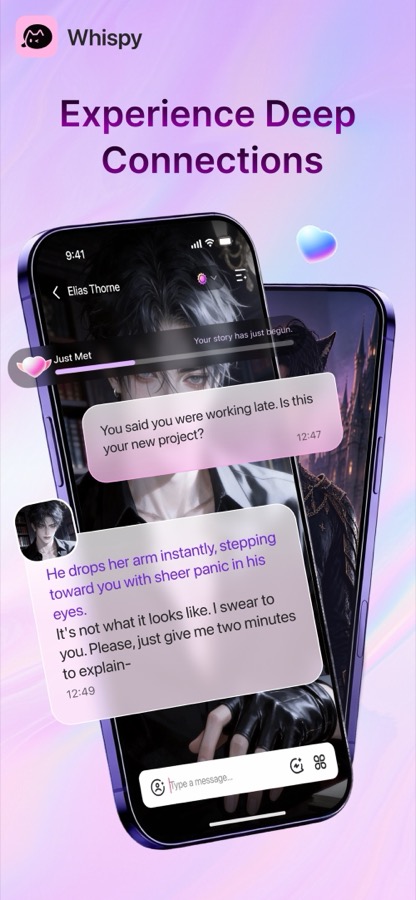 Whispy
Experience Deep
Connections
9:41
Elias Thorne
Your story has just begun.
Just Met
You said you were working late. Is this
your new project?
12:47
He drops her arm instantly, stepping
toward you with sheer panic in his
eyes.
It's not what it looks like. I swear to
you. Please, just give me two minutes
to explain-
12:49
Type a message...